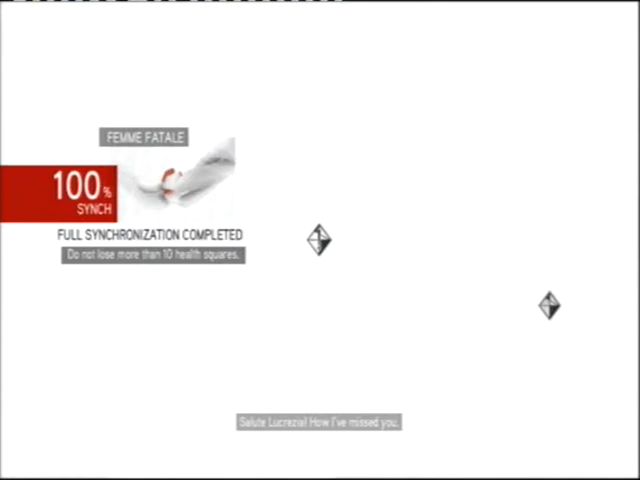 FEMME FATALE
100%
SYNCH
FULL SYNCHRONIZATION COMPLETED
Do not lose more than 10 health squares.
Salute Lucrezia! How I've missed you.